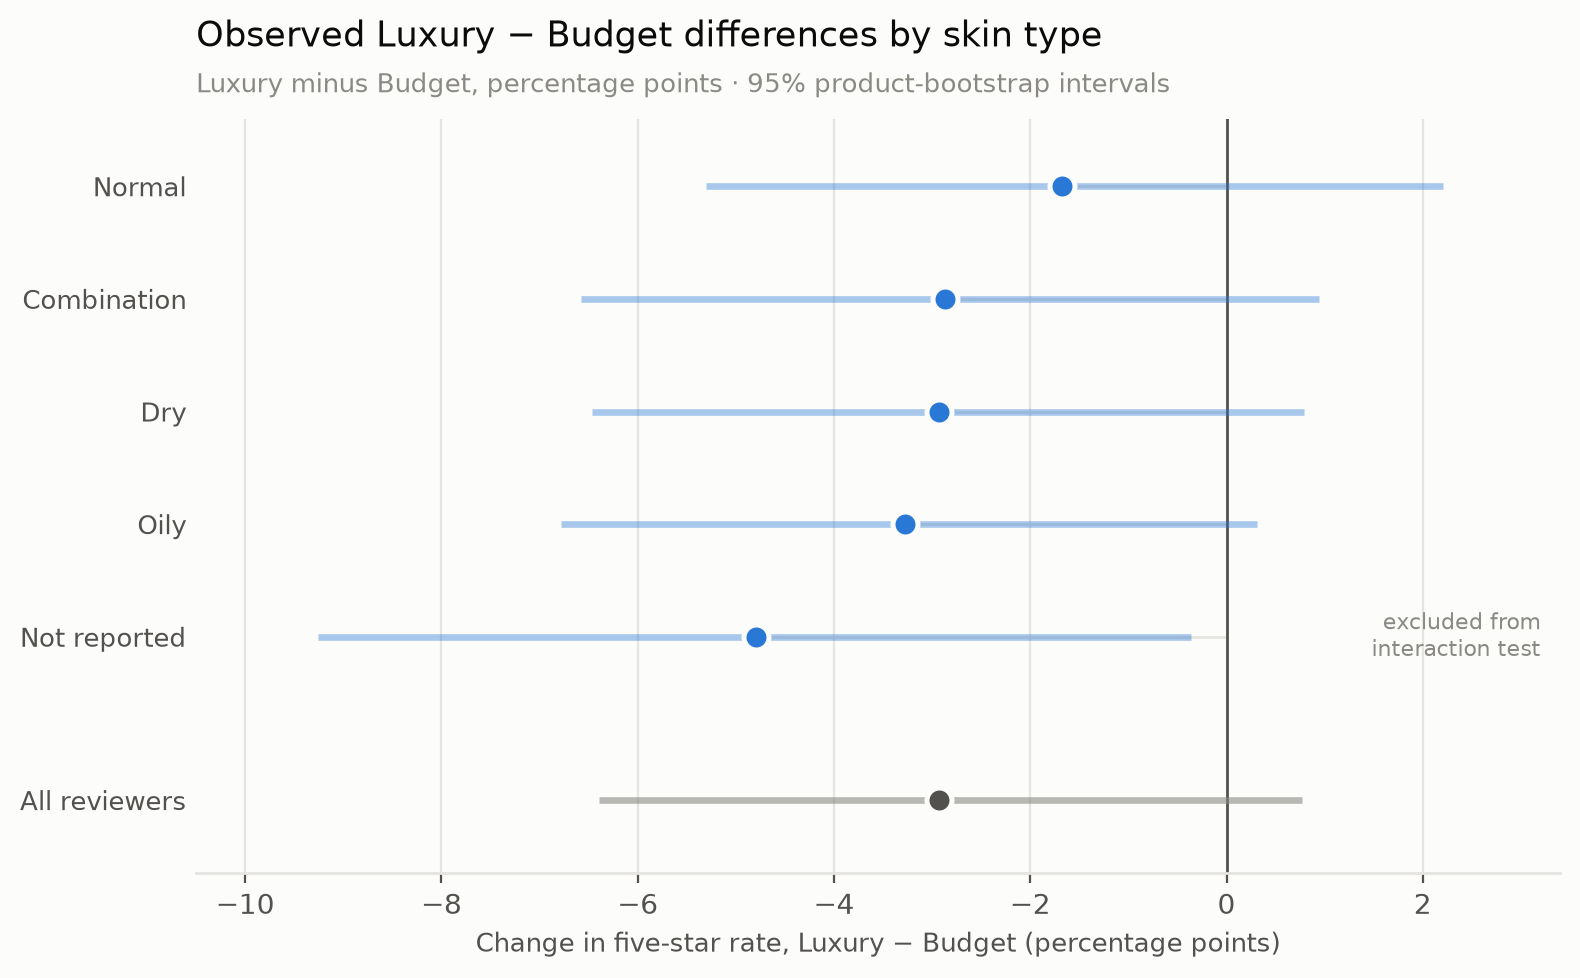 Observed Luxury − Budget differences by skin type
Luxury minus Budget, percentage points · 95% product-bootstrap intervals
Normal
Combination
Dry
Oily
Not reported
excluded from
interaction test
All reviewers
−10 −8 −6 −4 −2 0 2
Change in five-star rate, Luxury − Budget (percentage points)